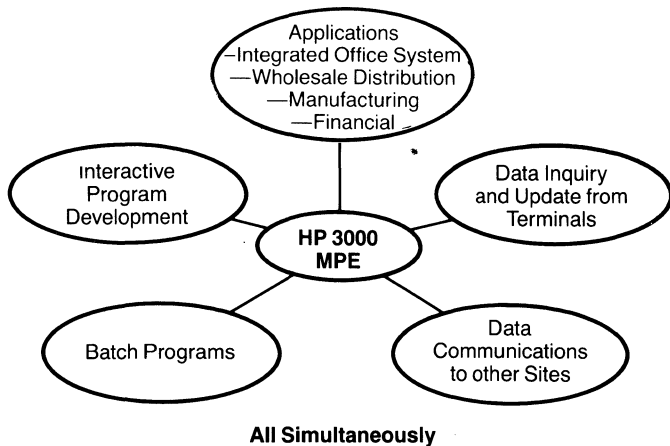 Applications
–Integrated Office System
—Wholesale Distribution
—Manufacturing
—Financial
Interactive
Program
Development
Data Inquiry
and Update from
Terminals
HP 3000
MPE
Batch Programs
Data
Communications
to other Sites
All Simultaneously